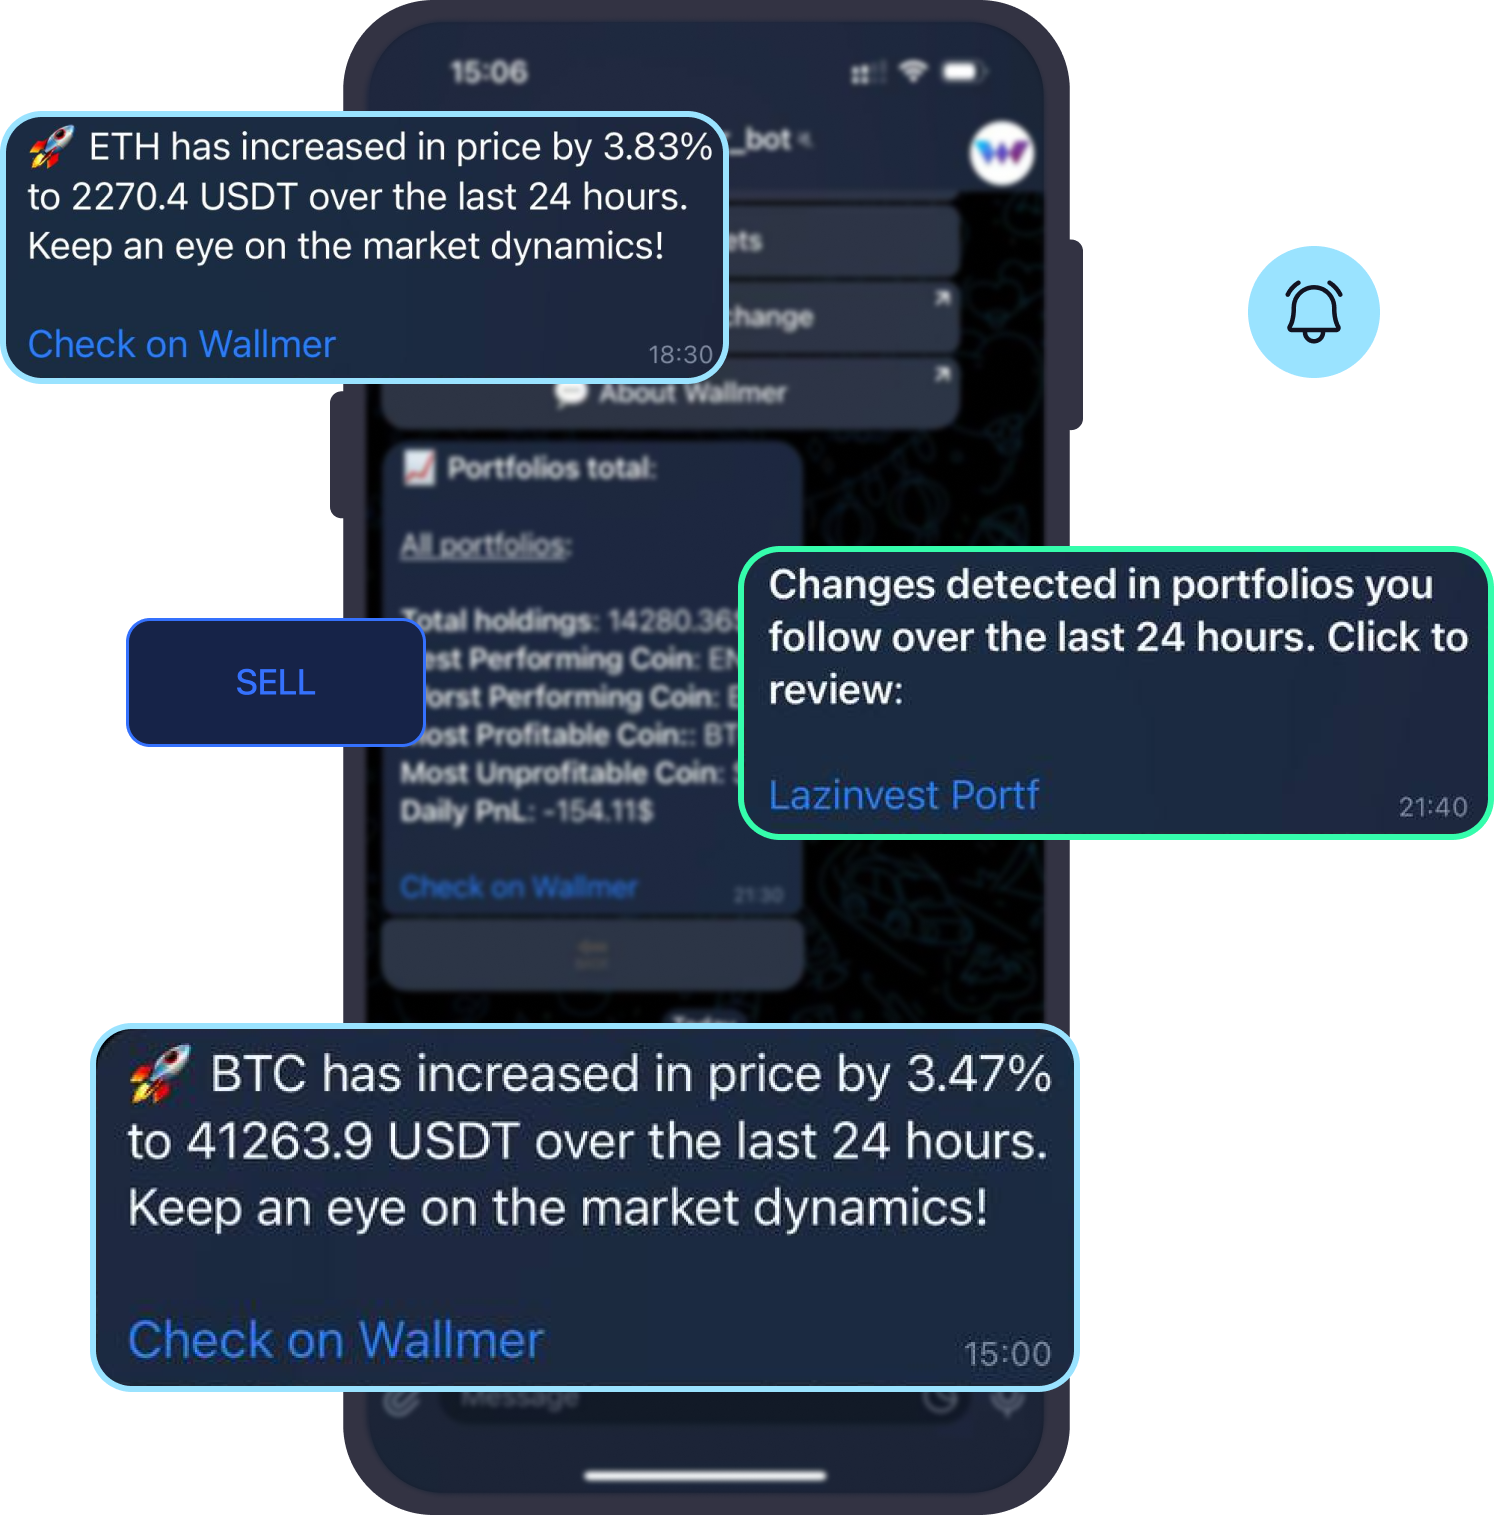 15:06
🚀 ETH has increased in price by 3.83%
to 2270.4 USDT over the last 24 hours.
Keep an eye on the market dynamics!
Check on Wallmer
18:30
_bot
ets
change
💬 About Wallmer
📈 Portfolios total:
All portfolios:
Total holdings: 14280.36
est Performing Coin: EN
orst Performing Coin:
ost Profitable Coin:: BT
Most Unprofitable Coin:
Daily PnL: -154.11$
Check on Wallmer
21:30
SELL
Changes detected in portfolios you
follow over the last 24 hours. Click to
review:
Lazinvest Portf
21:40
Today
🚀 BTC has increased in price by 3.47%
to 41263.9 USDT over the last 24 hours.
Keep an eye on the market dynamics!
Check on Wallmer
15:00
Message